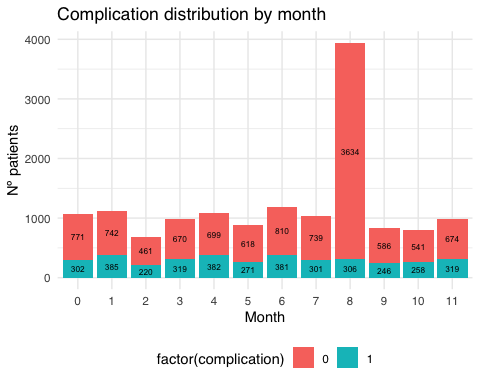 Complication distribution by month
Nº patients
4000
3000
2000
1000
0
771 742 461 670 699 618 810 739 3634 586 541 674
302 385 220 319 382 271 381 301 306 246 258 319
0 1 2 3 4 5 6 7 8 9 10 11
Month
factor(complication) 0 1